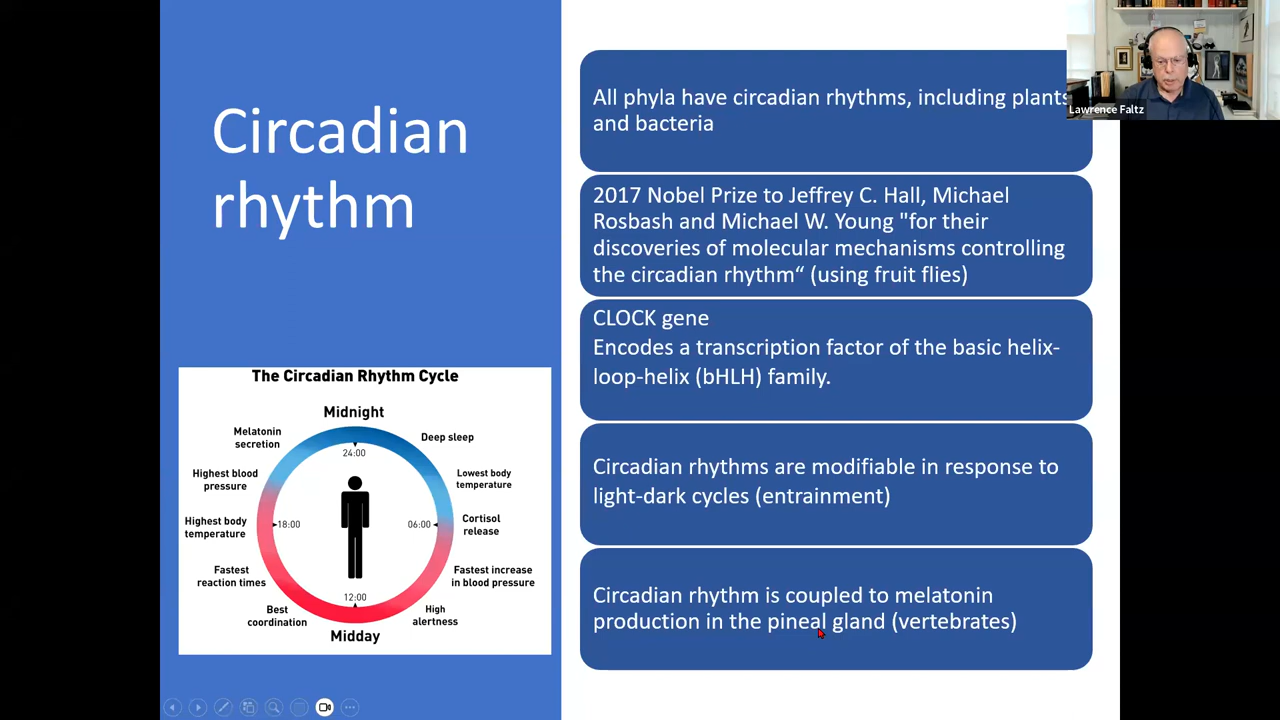 Circadian
rhythm
All phyla have circadian rhythms, including plants
and bacteria
2017 Nobel Prize to Jeffrey C. Hall, Michael
Rosbash and Michael W. Young "for their
discoveries of molecular mechanisms controlling
the circadian rhythm“ (using fruit flies)
CLOCK gene
Encodes a transcription factor of the basic helix-
loop-helix (bHLH) family.
Circadian rhythms are modifiable in response to
light-dark cycles (entrainment)
Circadian rhythm is coupled to melatonin
production in the pineal gland (vertebrates)
The Circadian Rhythm Cycle
Midnight
24:00
Deep sleep
Lowest body
temperature
06:00
Cortisol
release
Fastest increase
in blood pressure
High
alertness
12:00
Midday
Best
coordination
Fastest
reaction times
18:00
Highest body
temperature
Highest blood
pressure
Melatonin
secretion
Lawrence Faltz